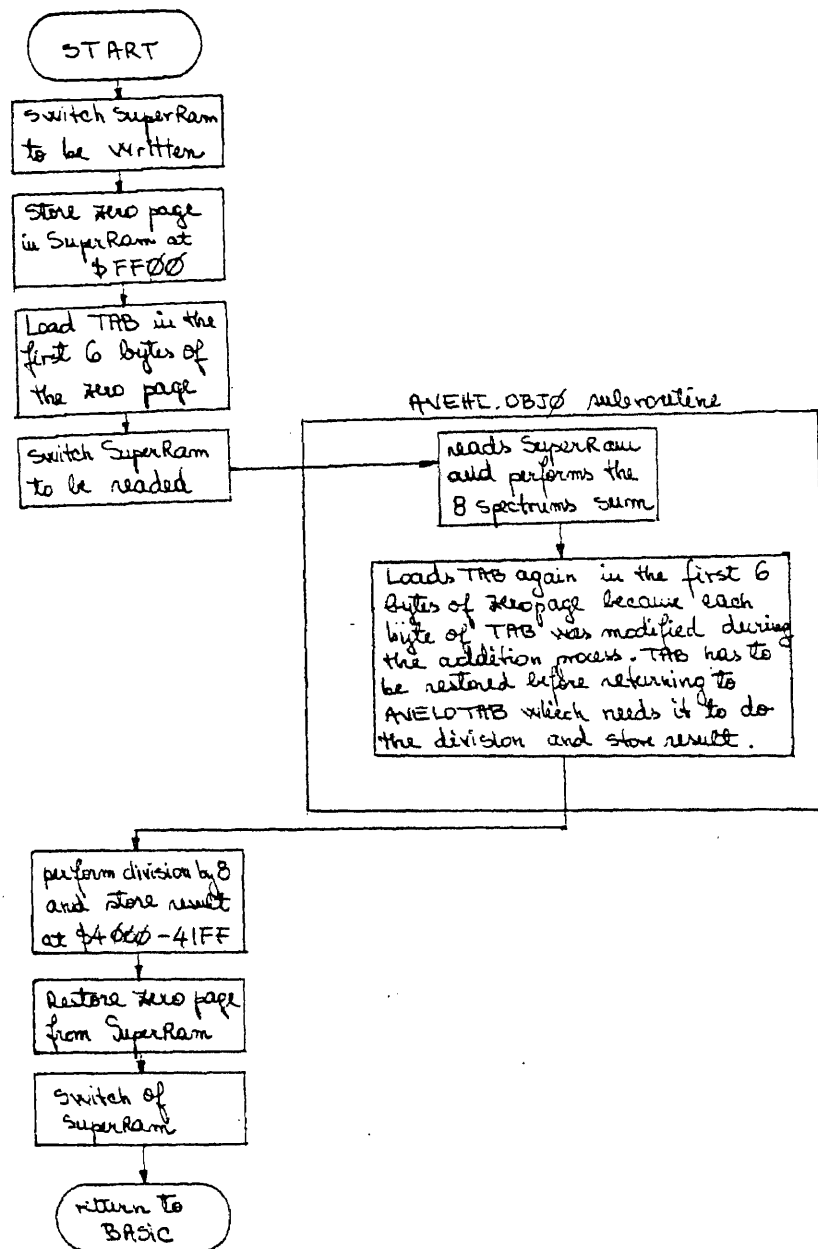 START
Switch SuperRam
to be written
Store zero page
in SuperRam at
$FFØØ
Load TAB in the
first 6 bytes of
the zero page
Switch SuperRam
to be readed
AVEHI.OBJØ subroutine
reads SuperRam
and performs the
8 spectrums sum
Loads TAB again in the first 6
bytes of zeropage because each
byte of TAB was modified during
the addition process. TAB has to
be restored before returning to
AVELOTAB which needs it to do
the division and store result.
perform division by 8
and store result
at $4ØØØ-41FF
Restore zero page
from SuperRam
Switch of
SuperRam
return to
BASIC